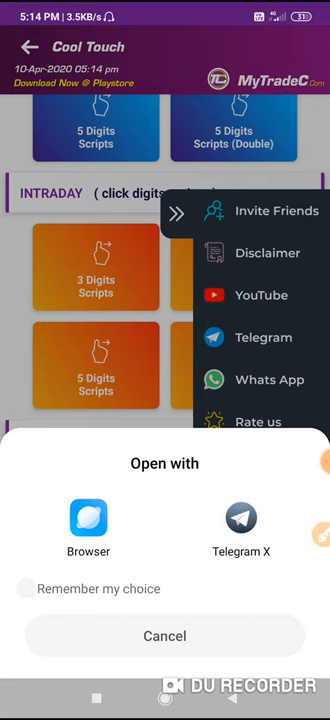 5:14 PM | 3.5KB/s
31
Cool Touch
10-Apr-2020 05:14 pm
Download Now @ Playstore
TC
MyTradeC.Com
5 Digits
Scripts
5 Digits
Scripts (Double)
INTRADAY ( click digits
Invite Friends
3 Digits
Scripts
Disclaimer
YouTube
Telegram
5 Digits
Scripts
Whats App
Rate us
Open with
Browser
Telegram X
Remember my choice
Cancel
DU RECORDER